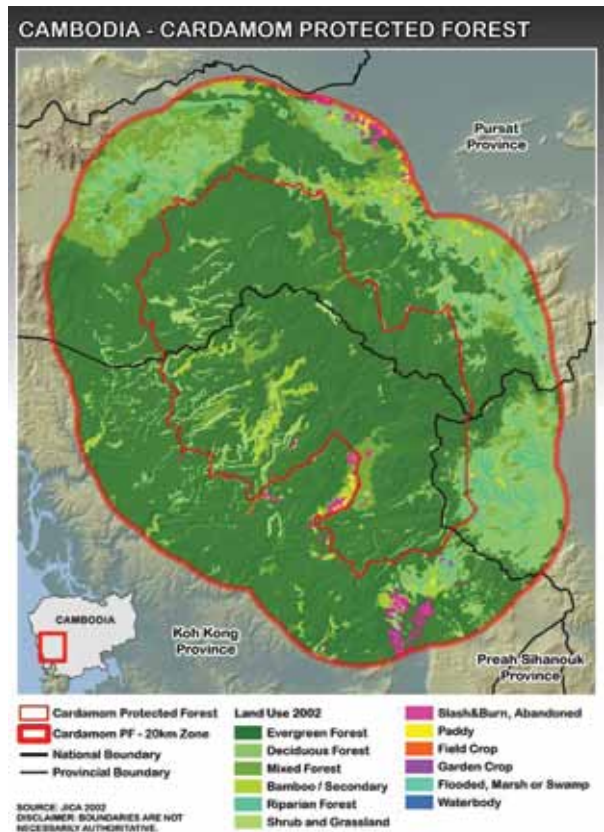 CAMBODIA - CARDAMOM PROTECTED FOREST
Pursat
Province
CAMBODIA
Koh Kong
Province
Preah Sihanouk
Province
Cardamom Protected Forest
Cardamom PF - 20km Zone
National Boundary
Provincial Boundary
SOURCE: JICA 2002
DISCLAIMER: BOUNDARIES ARE NOT
NECESSARILY AUTHORITATIVE.
Land Use 2002
Evergreen Forest
Deciduous Forest
Mixed Forest
Bamboo / Secondary
Riparian Forest
Shrub and Grassland
Slash&Burn, Abandoned
Paddy
Field Crop
Garden Crop
Flooded, Marsh or Swamp
Waterbody